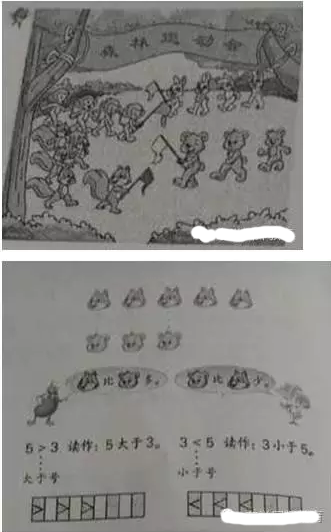 森林运动会
比 多。
比 少。
5 > 3 读作：5大于3。
3 < 5 读作：3小于5。
大于号
小于号
> > >
< < <